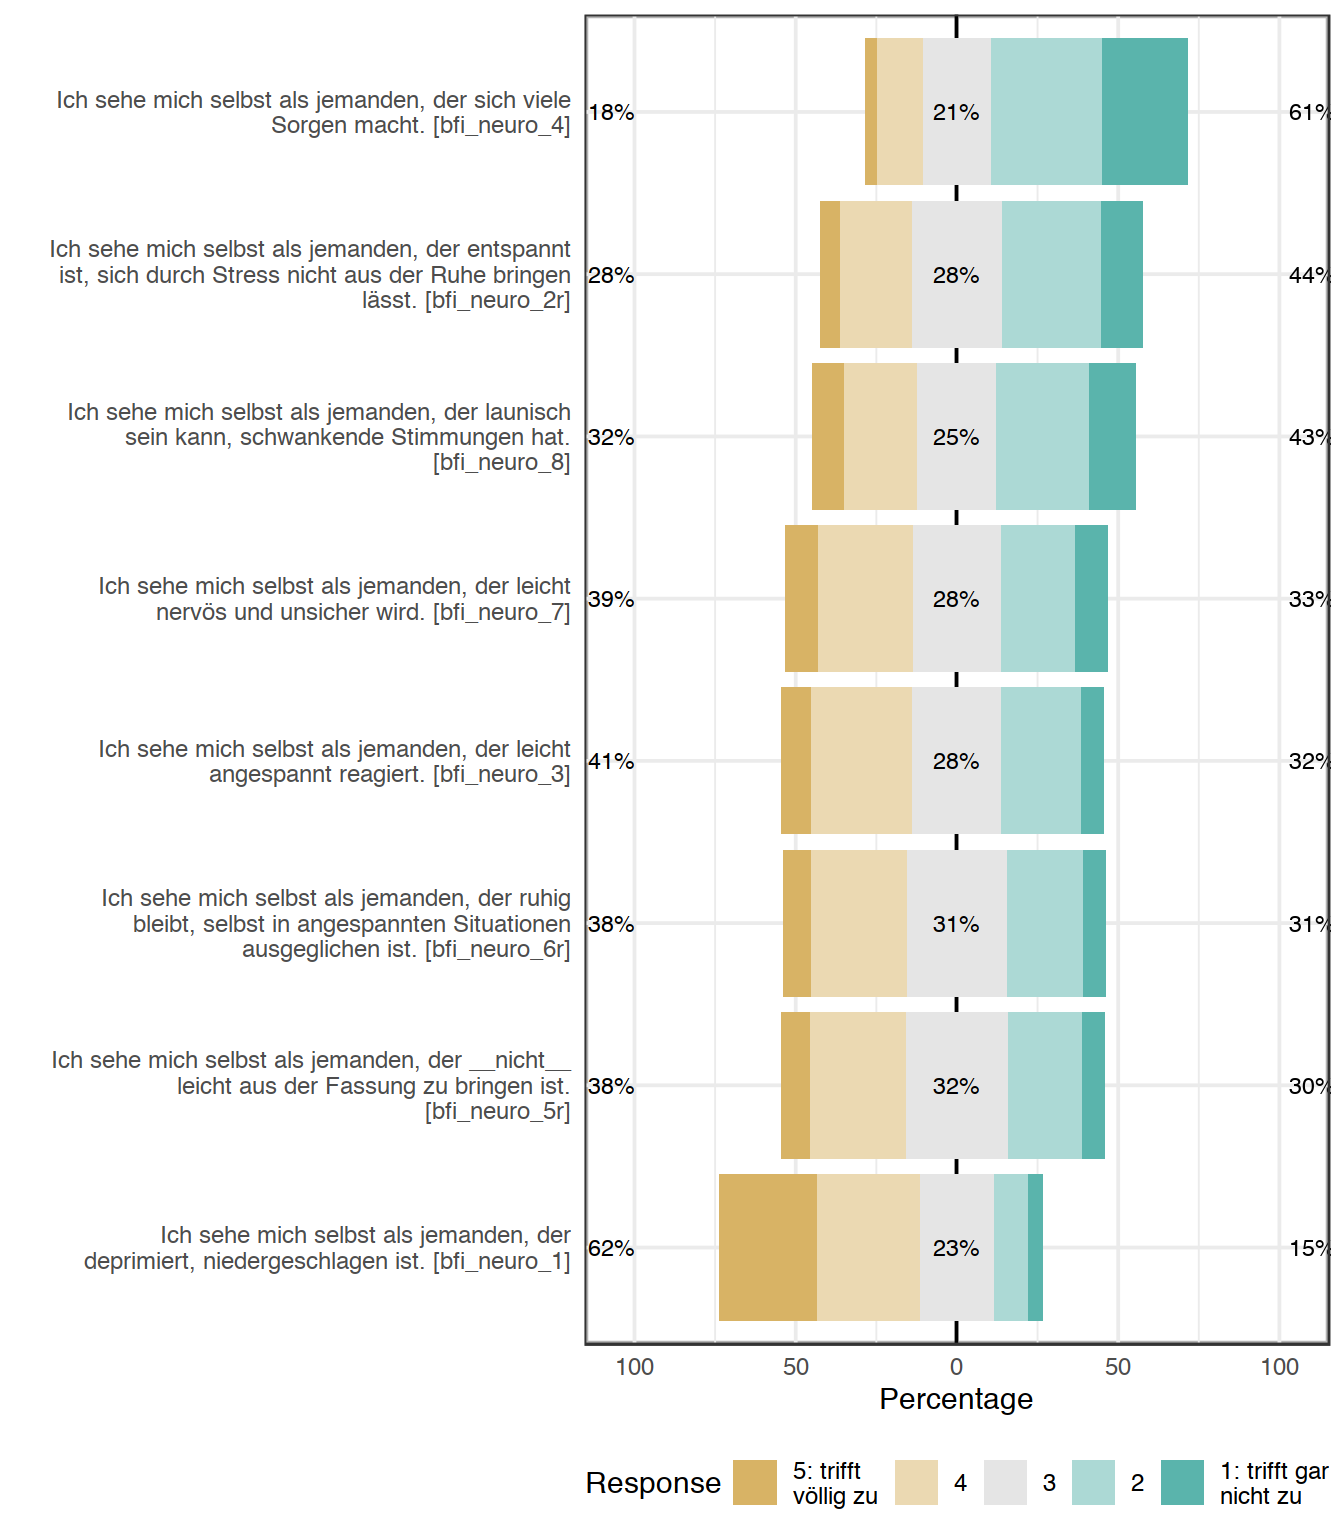 Ich sehe mich selbst als jemanden, der sich viele
Sorgen macht. [bfi_neuro_4]
18%
21%
61%
Ich sehe mich selbst als jemanden, der entspannt
ist, sich durch Stress nicht aus der Ruhe bringen
lässt. [bfi_neuro_2r]
28%
28%
44%
Ich sehe mich selbst als jemanden, der launisch
sein kann, schwankende Stimmungen hat.
[bfi_neuro_8]
32%
25%
43%
Ich sehe mich selbst als jemanden, der leicht
nervös und unsicher wird. [bfi_neuro_7]
39%
28%
33%
Ich sehe mich selbst als jemanden, der leicht
angespannt reagiert. [bfi_neuro_3]
41%
28%
32%
Ich sehe mich selbst als jemanden, der ruhig
bleibt, selbst in angespannten Situationen
ausgeglichen ist. [bfi_neuro_6r]
38%
31%
31%
Ich sehe mich selbst als jemanden, der __nicht__
leicht aus der Fassung zu bringen ist.
[bfi_neuro_5r]
38%
32%
30%
Ich sehe mich selbst als jemanden, der
deprimiert, niedergeschlagen ist. [bfi_neuro_1]
62%
23%
15%
100 50 0 50 100
Percentage
Response
5: trifft
völlig zu
4
3
2
1: trifft gar
nicht zu